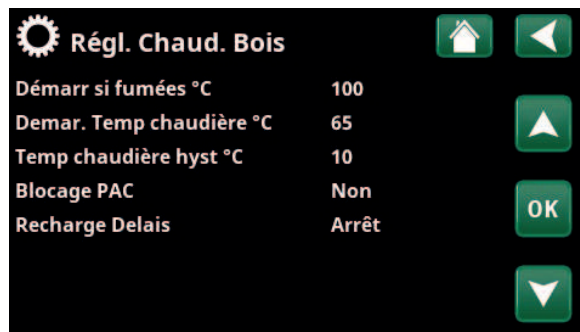 Régl. Chaud. Bois
Démarr si fumées °C 100
Demar. Temp chaudière °C 65
Temp chaudière hyst °C 10
Blocage PAC Non
Recharge Delais Arrêt
OK